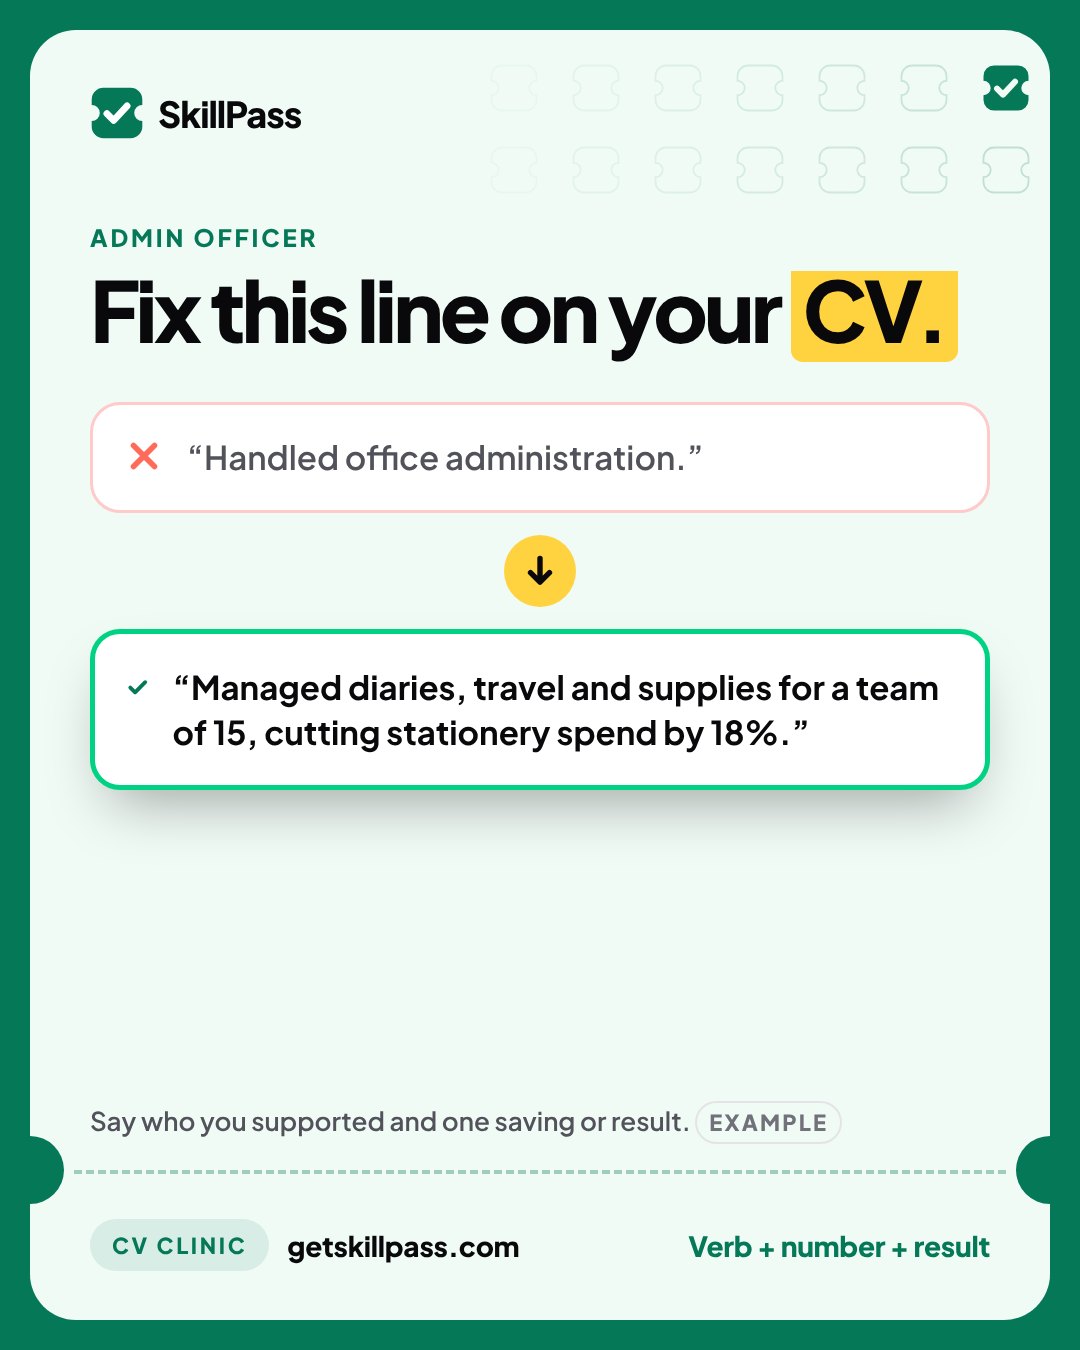 SkillPass
ADMIN OFFICER
Fix this line on your CV.
“Handled office administration.”
“Managed diaries, travel and supplies for a team
of 15, cutting stationery spend by 18%.”
Say who you supported and one saving or result. EXAMPLE
CV CLINIC getskillpass.com Verb + number + result